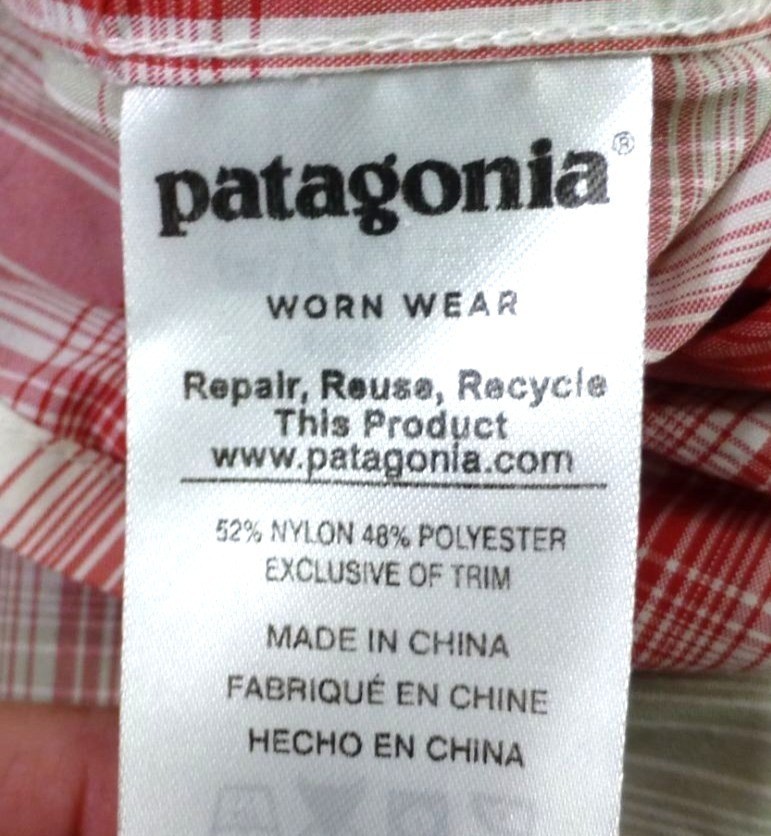 patagonia®
WORN WEAR
Repair, Reuse, Recycle
This Product
www.patagonia.com
52% NYLON 48% POLYESTER
EXCLUSIVE OF TRIM
MADE IN CHINA
FABRIQUÉ EN CHINE
HECHO EN CHINA